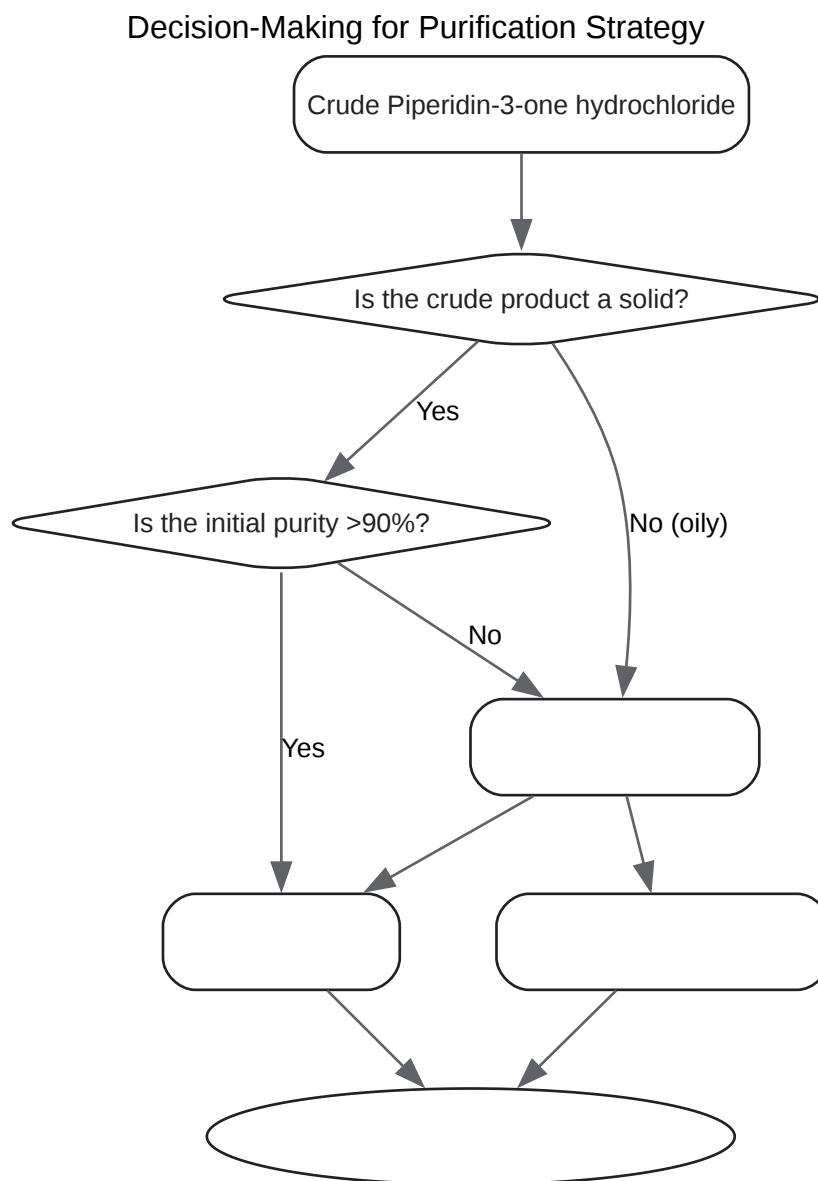 Decision-Making for Purification Strategy
Crude Piperidin-3-one hydrochloride
Is the crude product a solid?
Yes
Is the initial purity >90%?
No (oily)
No
Yes